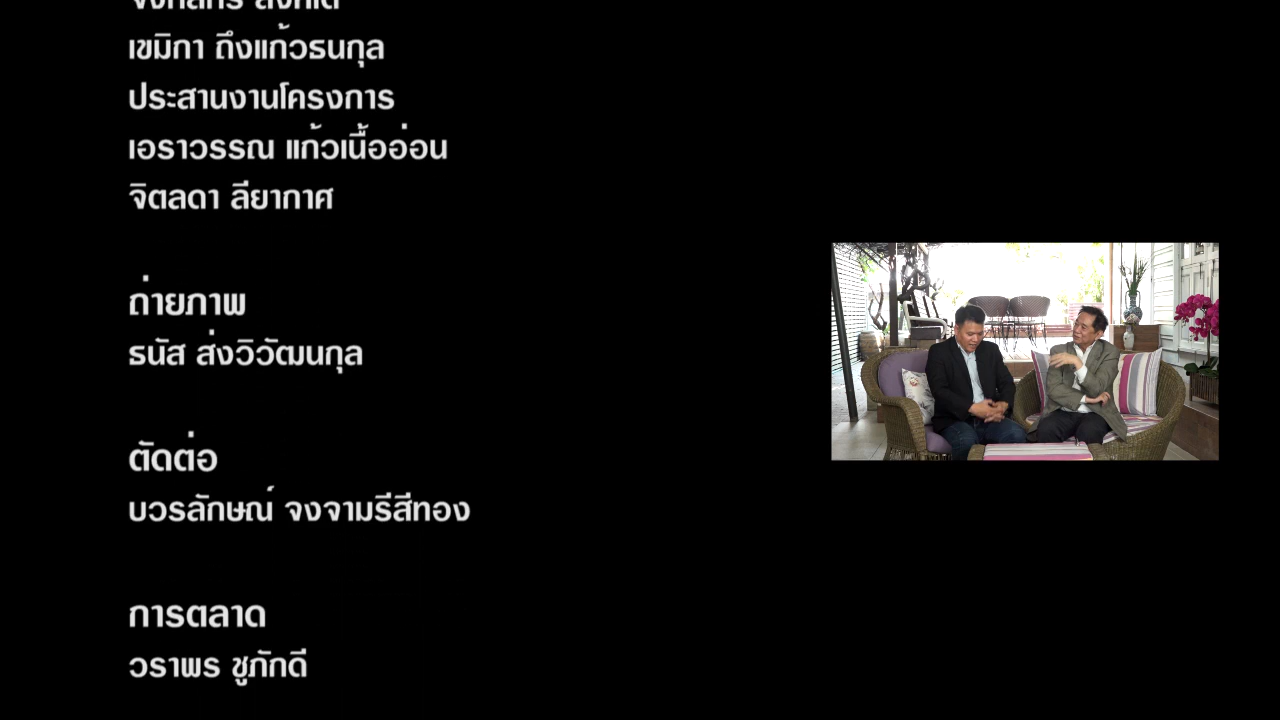 เขมิกา ถึงแก้วธนกุล
ประสานงานโครงการ
เอราวรรณ แก้วเนื้ออ่อน
จิตลดา ลียากาศ
ถ่ายภาพ
ธนัส ส่งวิวัฒนกุล
ตัดต่อ
บวรลักษณ์ จงจามรีสีทอง
การตลาด
วราพร ชูภักดี